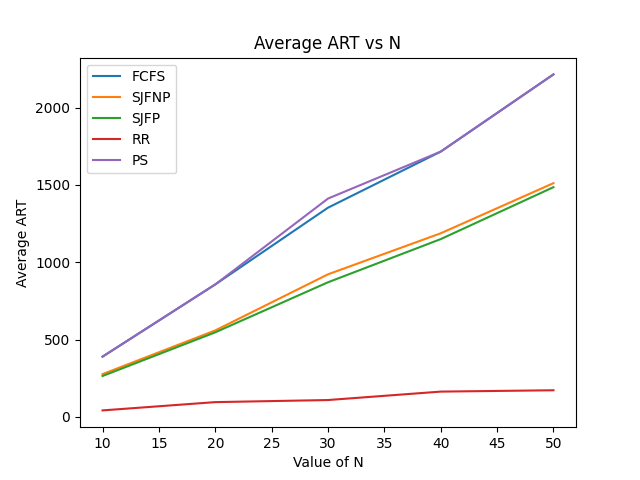 Average ART vs N
FCFS
SJFNP
SJFP
RR
PS
Average ART
2000
1500
1000
500
0
10 15 20 25 30 35 40 45 50
Value of N